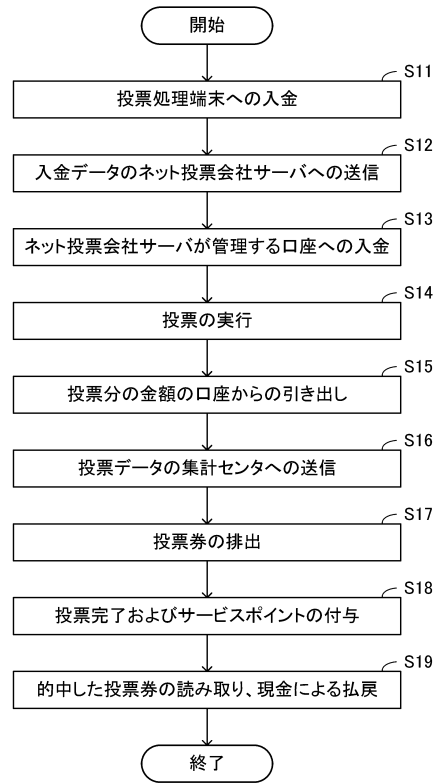 開始
S11
投票処理端末への入金
S12
入金データのネット投票会社サーバへの送信
S13
ネット投票会社サーバが管理する口座への入金
S14
投票の実行
S15
投票分の金額の口座からの引き出し
S16
投票データの集計センタへの送信
S17
投票券の排出
S18
投票完了およびサービスポイントの付与
S19
的中した投票券の読み取り、現金による払戻
終了